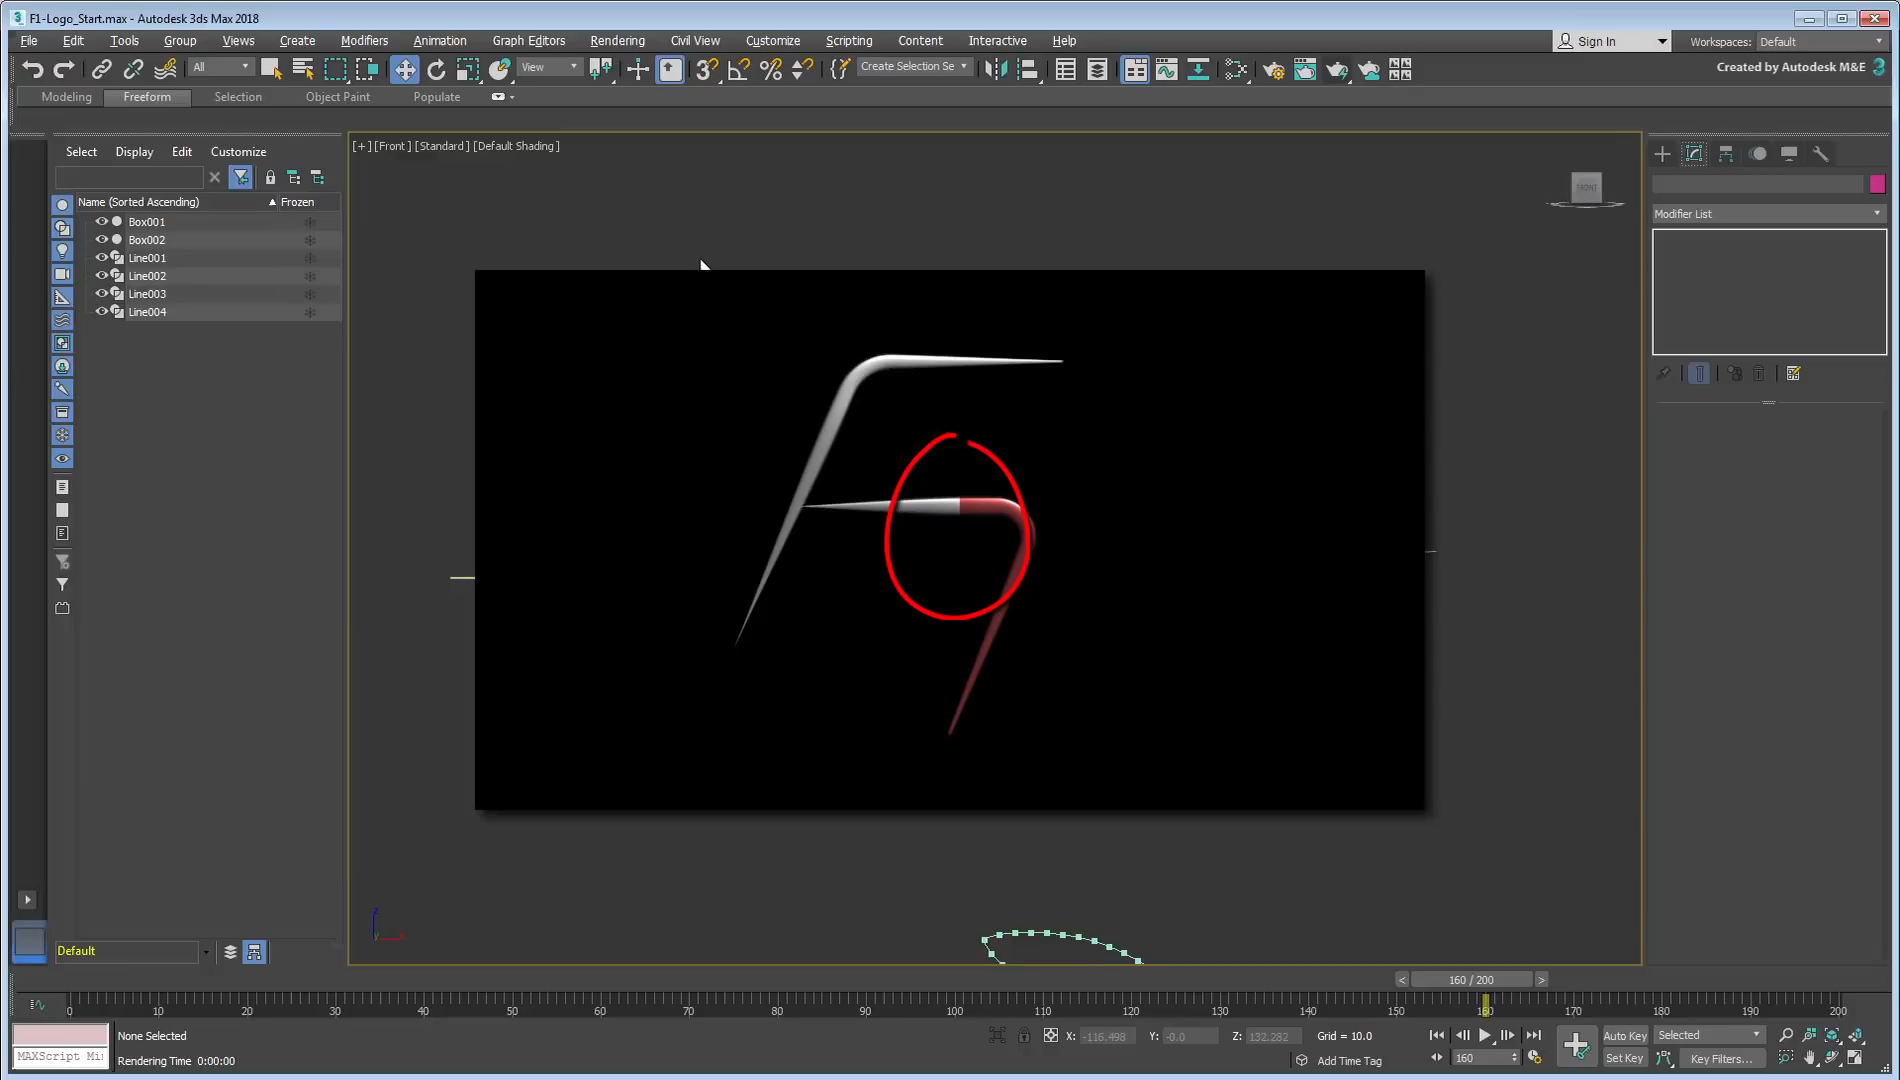 F1-Logo_Start.max - Autodesk 3ds Max 2018
File Edit Tools Group Views Create Modifiers Animation Graph Editors Rendering Civil View Customize Scripting Content Interactive Help
Sign In
Workspaces: Default
All
View
Create Selection Se
Created by Autodesk M&E
Modeling Freeform Selection Object Paint Populate
Select Display Edit Customize
Name (Sorted Ascending) Frozen
Box001
Box002
Line001
Line002
Line003
Line004
[+] [Front] [Standard] [Default Shading]
FRONT
Modifier List
z
x
Default
< 160 / 200 >
0 10 20 30 40 50 60 70 80 90 100 110 120 130 140 150 160 170 180 190 200
None Selected
X: -116.498 Y: -0.0 Z: 132.282 Grid = 10.0
Auto Key Selected
MAXScript Mi
Rendering Time 0:00:00
Add Time Tag
160
Set Key Key Filters...